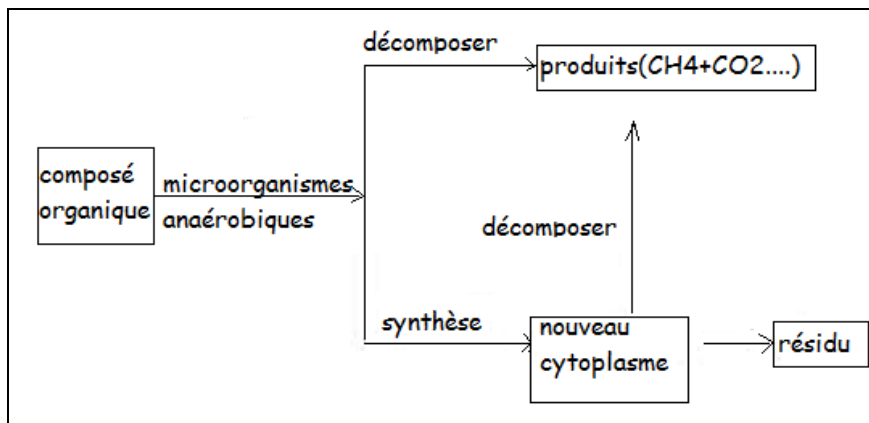 décomposer
produits(CH4+CO2....)
composé
organique
microorganismes
anaérobiques
décomposer
synthèse
nouveau
cytoplasme
résidu